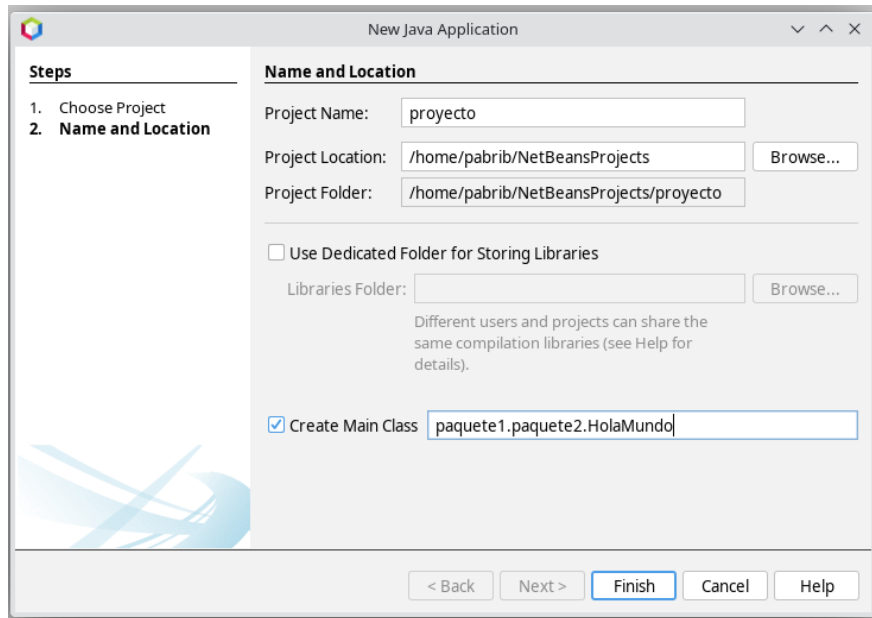 New Java Application
Steps
1. Choose Project
2. Name and Location
Name and Location
Project Name: proyecto
Project Location: /home/pabrib/NetBeansProjects Browse...
Project Folder: /home/pabrib/NetBeansProjects/proyecto
Use Dedicated Folder for Storing Libraries
Libraries Folder: Browse...
Different users and projects can share the
same compilation libraries (see Help for
details).
Create Main Class paquete1.paquete2.HolaMundo
< Back Next > Finish Cancel Help